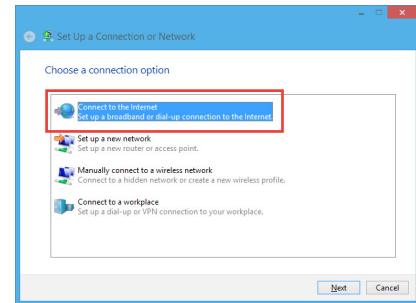 Set Up a Connection or Network
Choose a connection option
Connect to the Internet
Set up a broadband or dial-up connection to the Internet.
Set up a new network
Set up a new router or access point.
Manually connect to a wireless network
Connect to a hidden network or create a new wireless profile.
Connect to a workplace
Set up a dial-up or VPN connection to your workplace.
Next Cancel